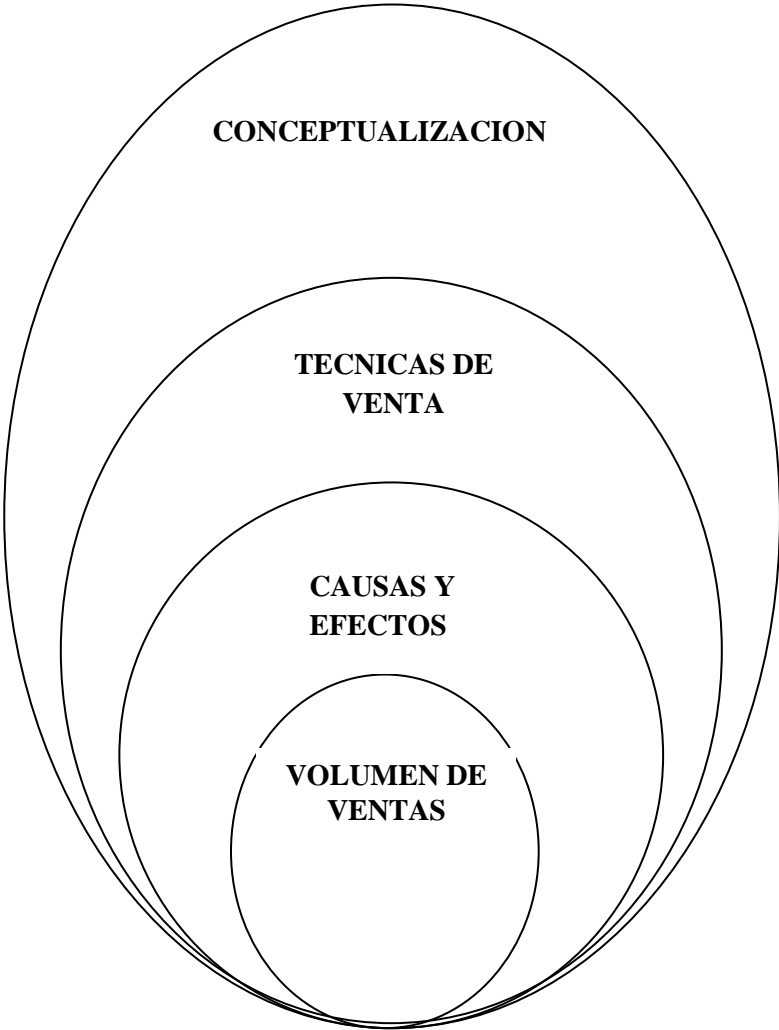 CONCEPTUALIZACION
TECNICAS DE
VENTA
CAUSAS Y
EFECTOS
VOLUMEN DE
VENTAS